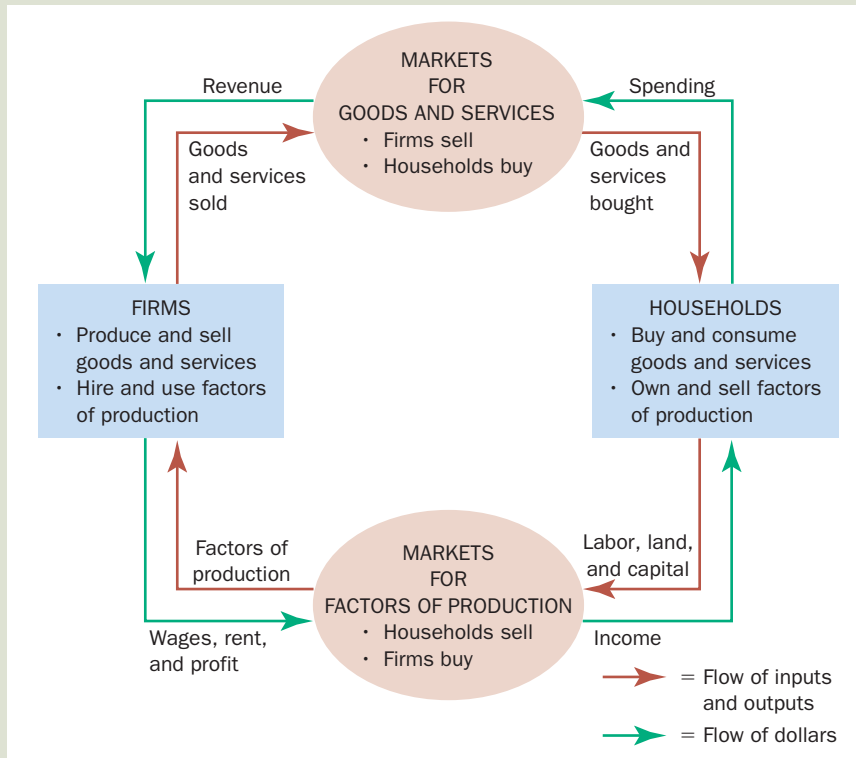 MARKETS
FOR
GOODS AND SERVICES
• Firms sell
• Households buy
Revenue
Spending
Goods
and services
sold
Goods and
services
bought
FIRMS
• Produce and sell
goods and services
• Hire and use factors
of production
HOUSEHOLDS
• Buy and consume
goods and services
• Own and sell factors
of production
Factors of
production
Labor, land,
and capital
MARKETS
FOR
FACTORS OF PRODUCTION
• Households sell
• Firms buy
Wages, rent,
and profit
Income
= Flow of inputs
and outputs
= Flow of dollars